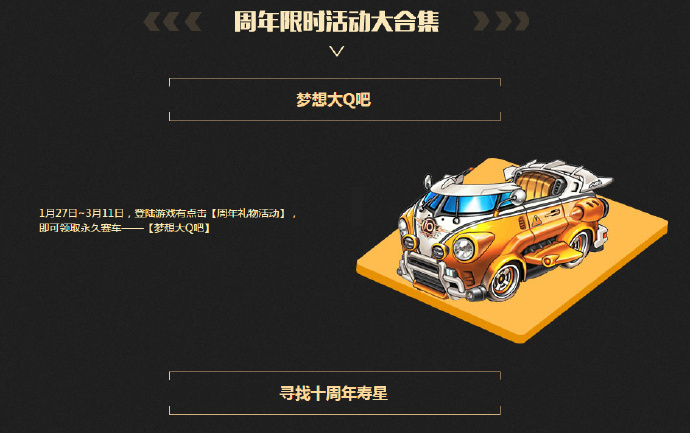 周年限时活动大合集
梦想大Q吧
1月27日~3月11日，登陆游戏有点击【周年礼物活动】，
即可领取永久赛车——【梦想大Q吧】
寻找十周年寿星